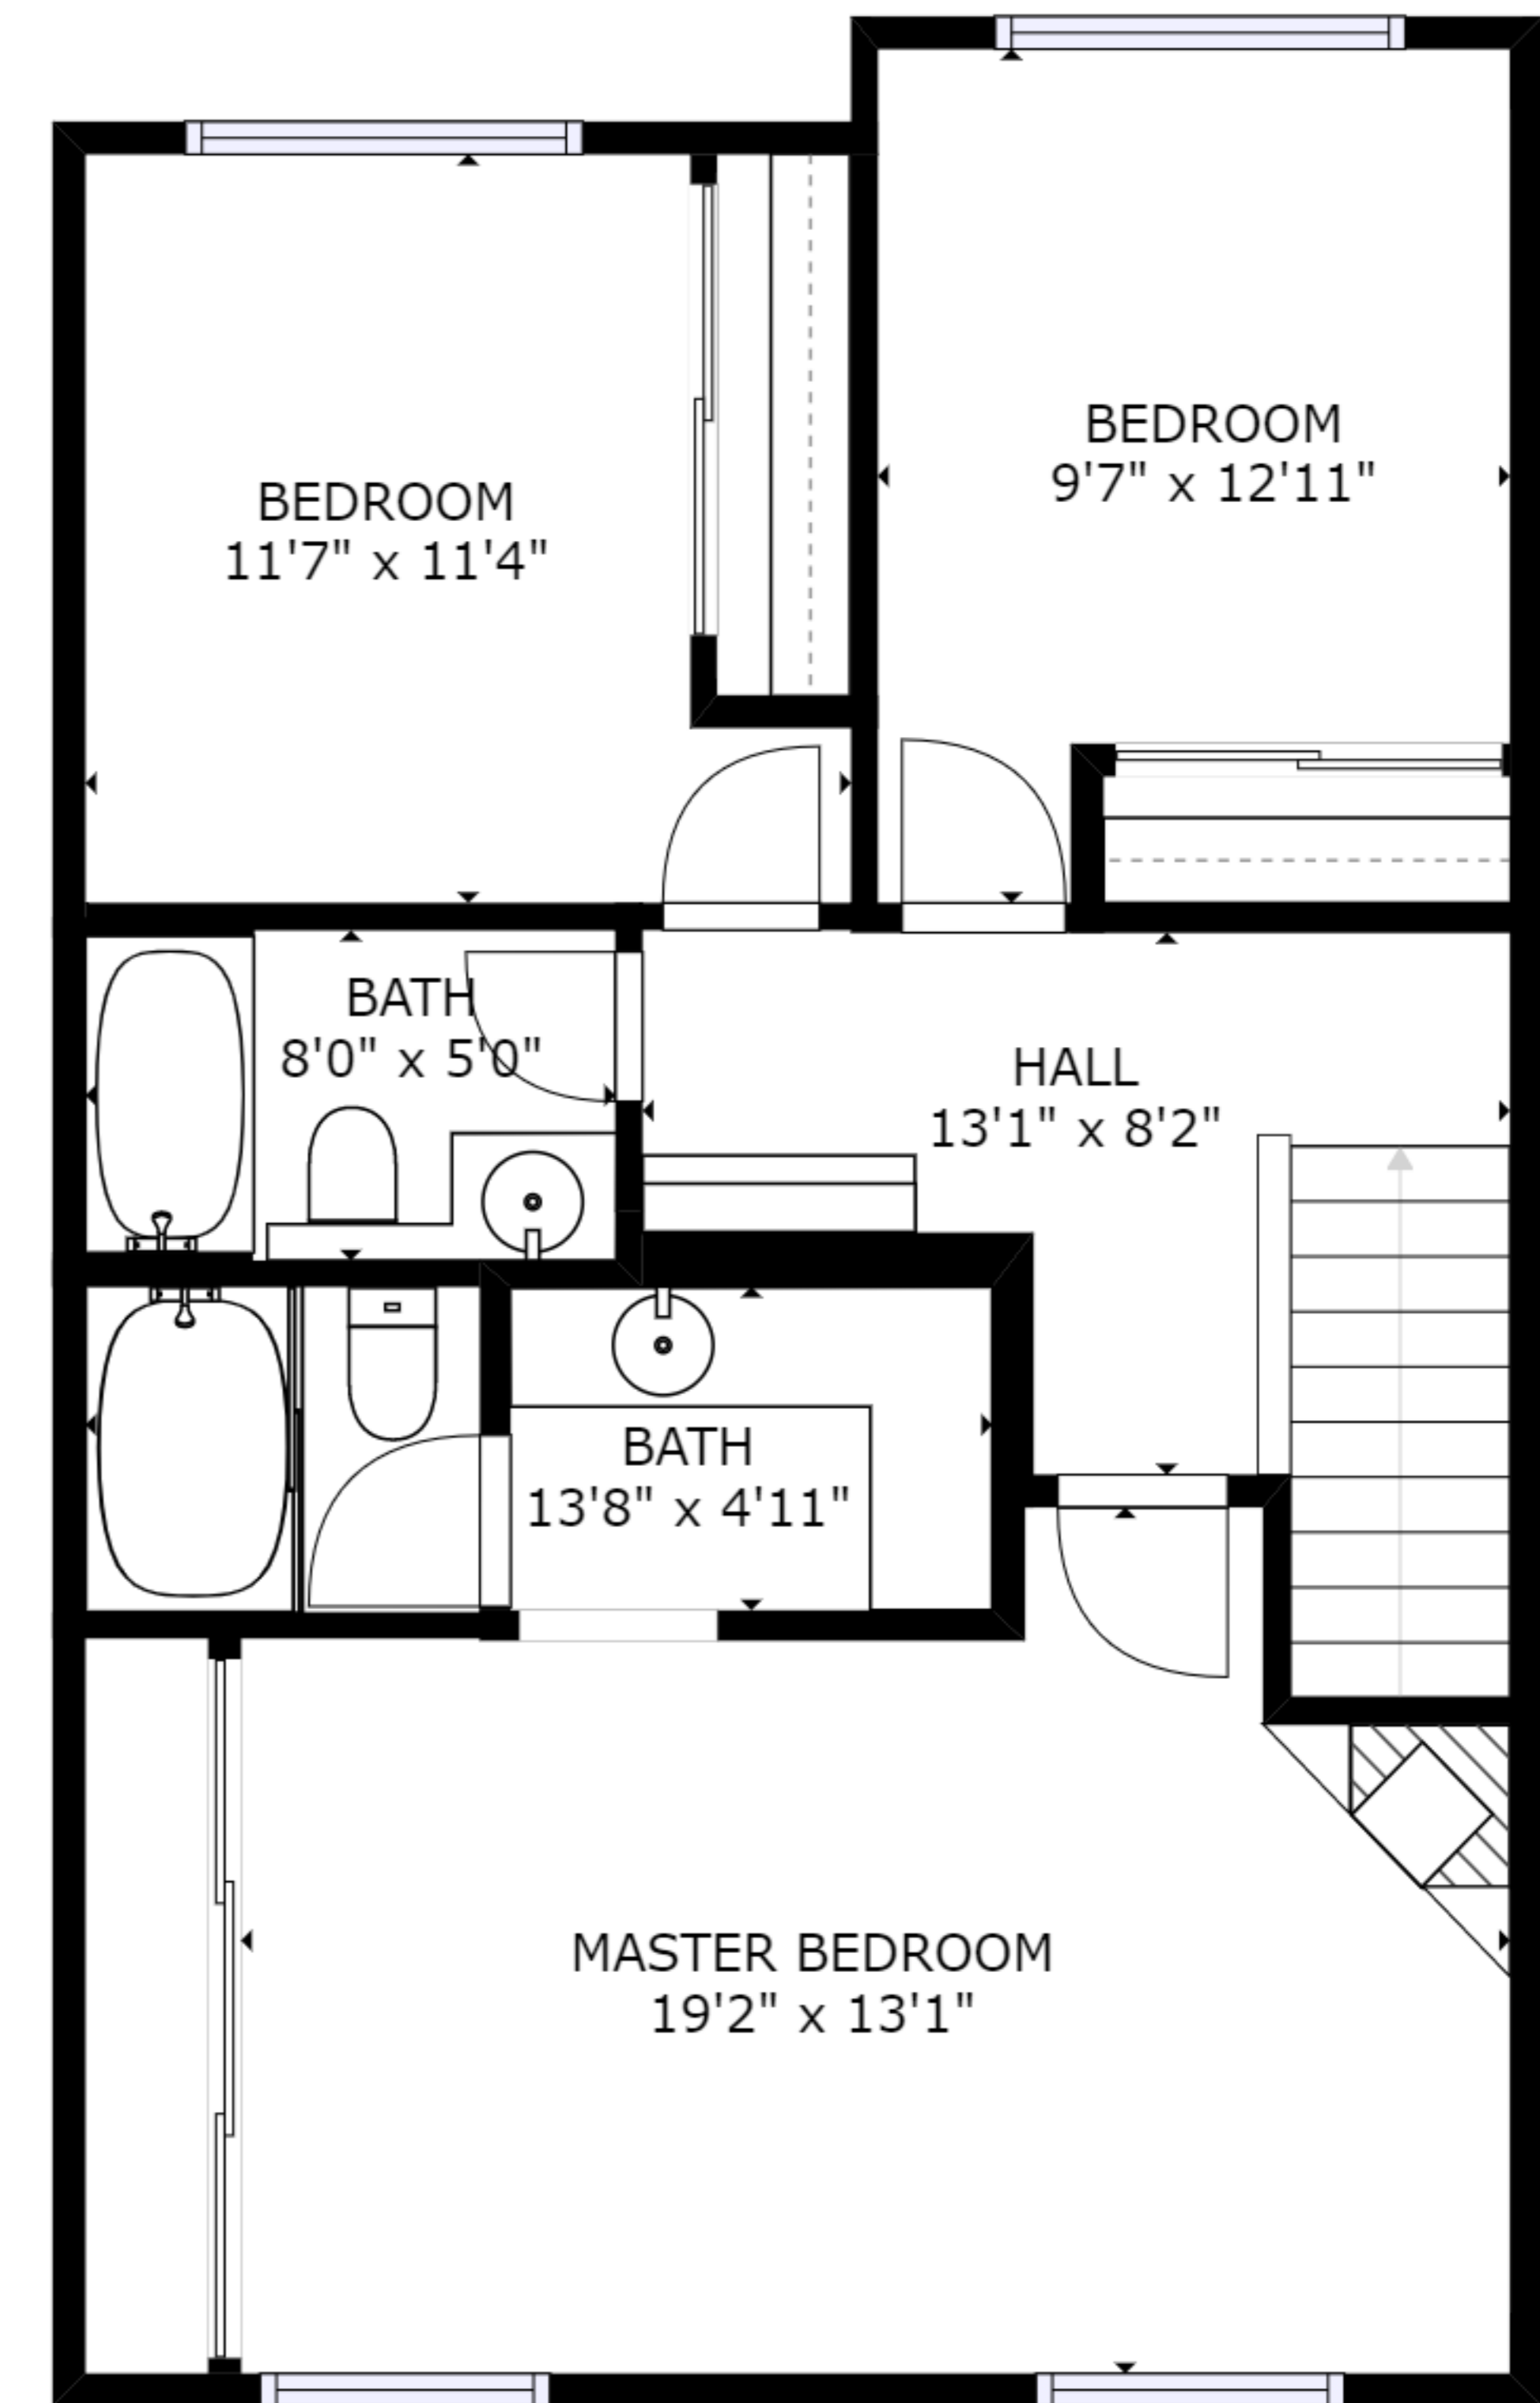 BEDROOM
9'7" x 12'11"
BEDROOM
11'7" x 11'4"
BATH
8'0" x 5'0"
HALL
13'1" x 8'2"
BATH
13'8" x 4'11"
MASTER BEDROOM
19'2" x 13'1"